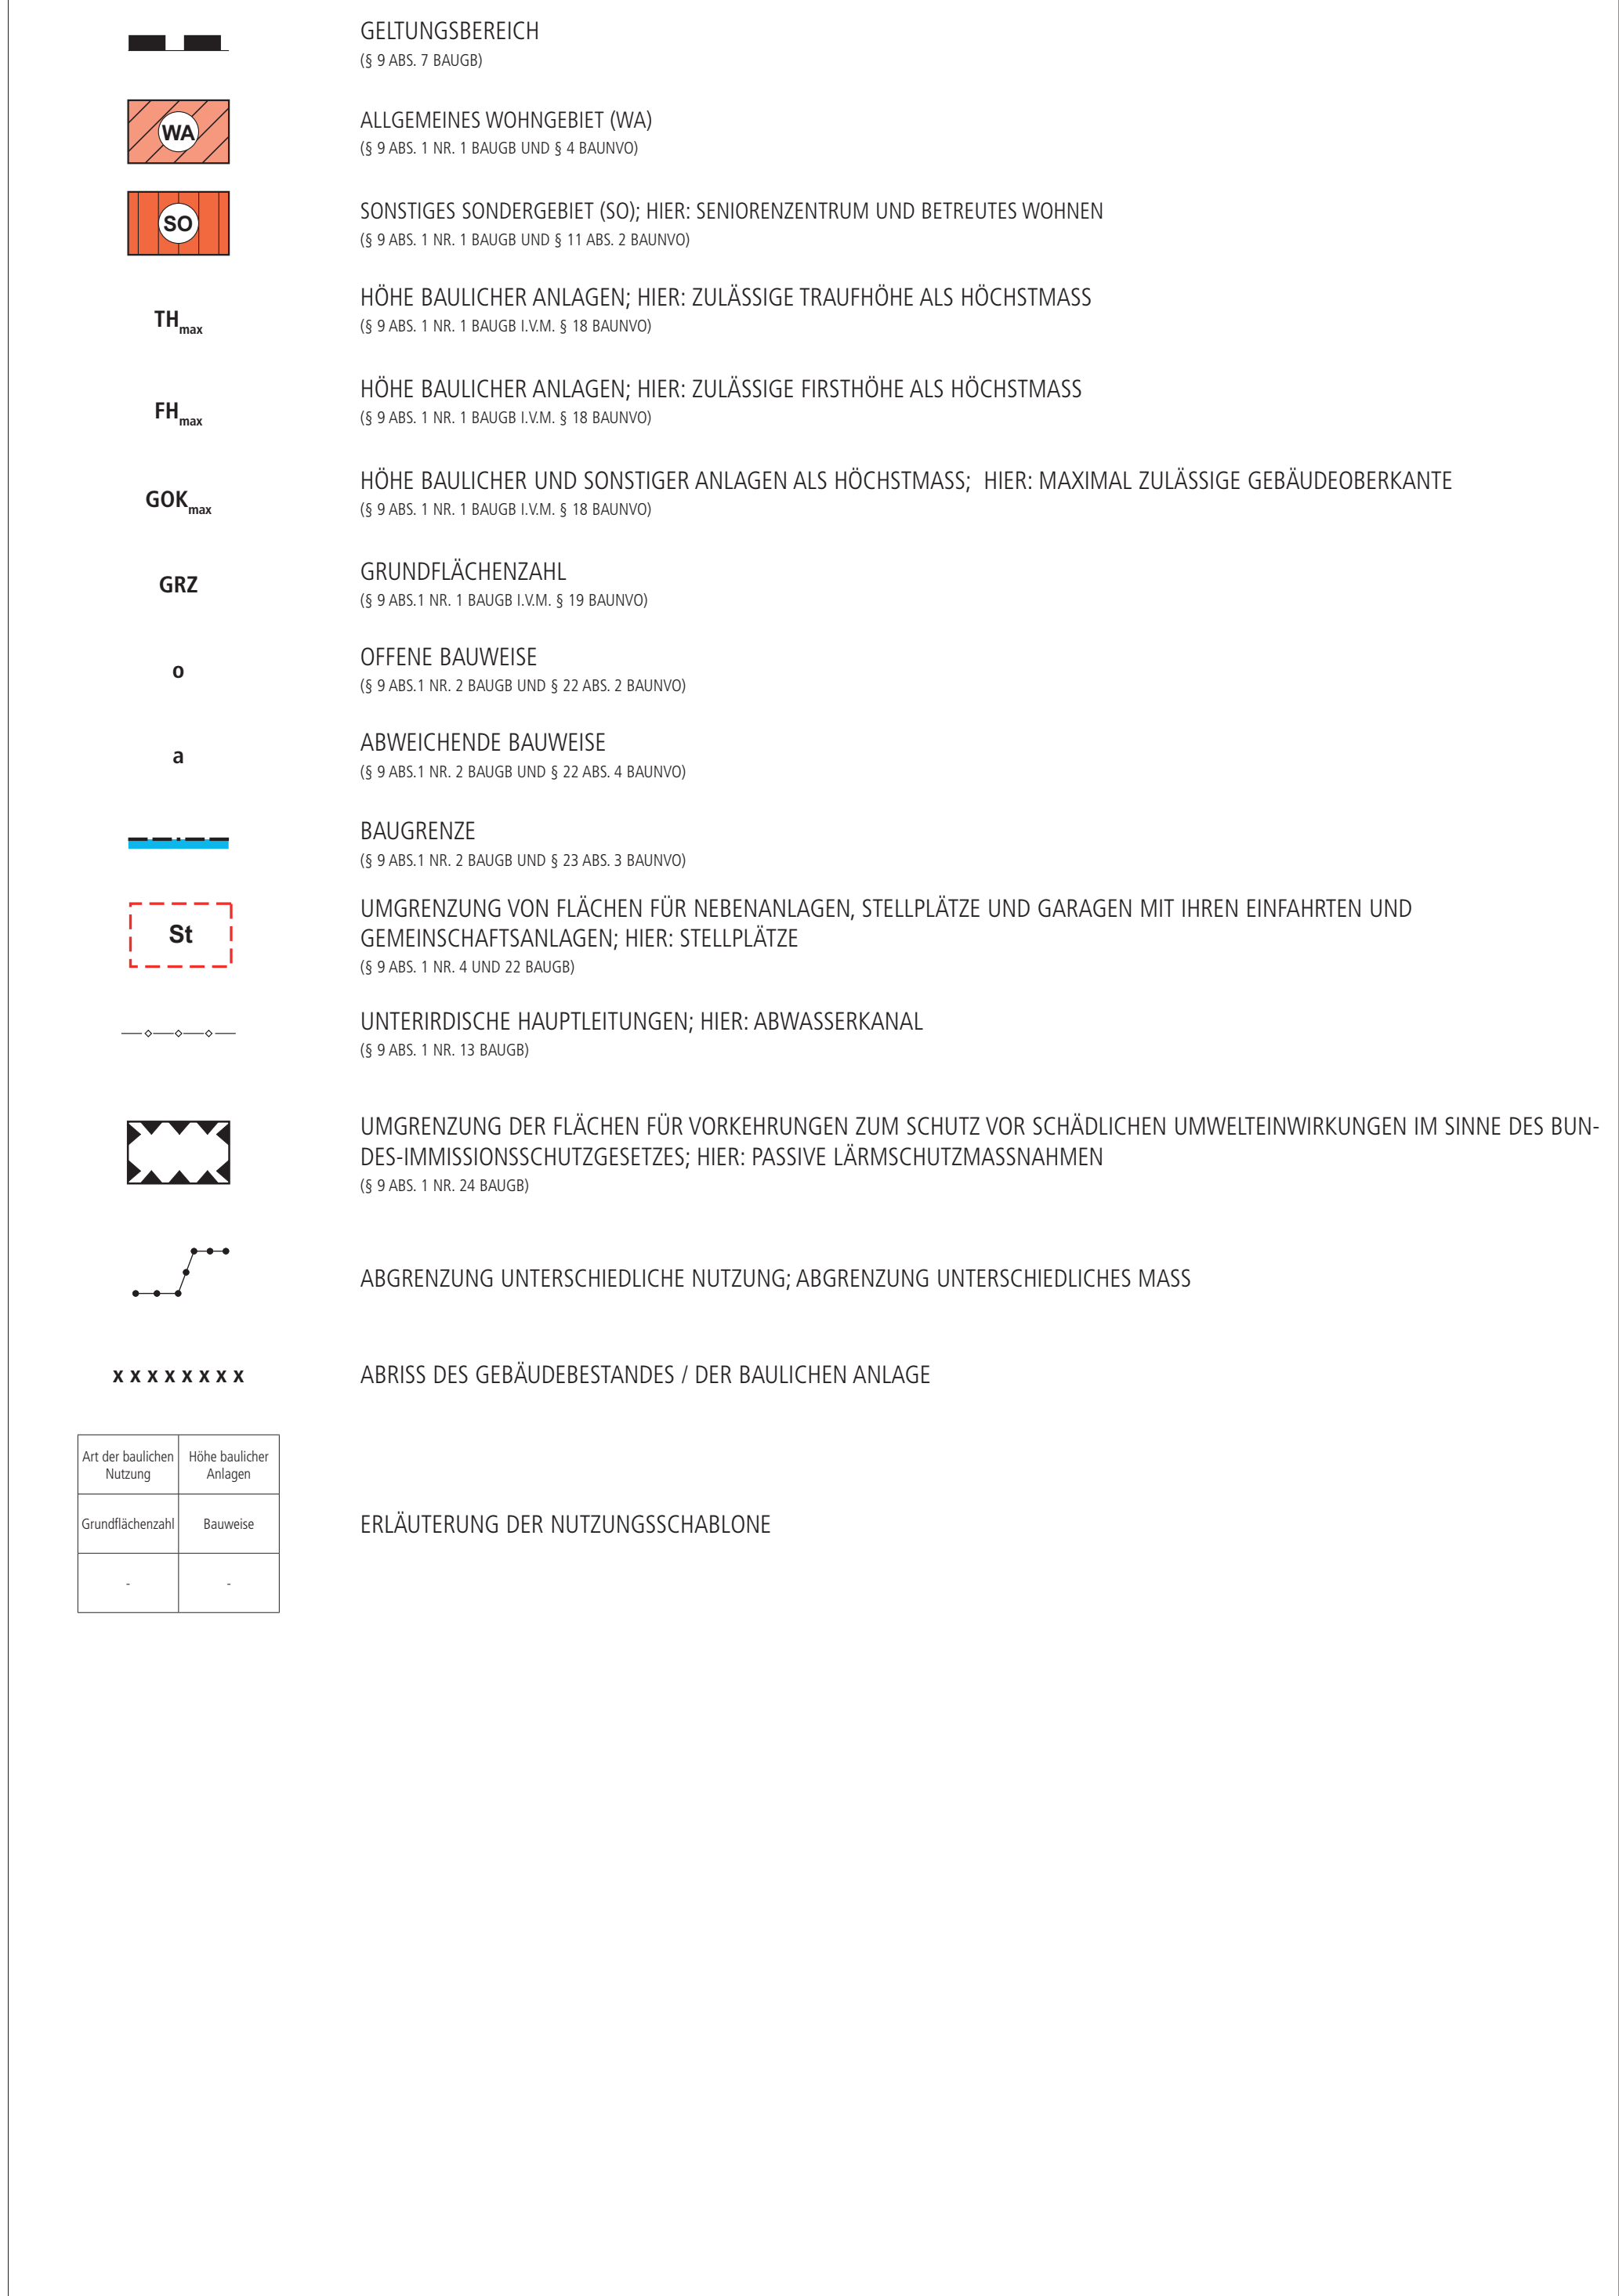 GELTUNGSBEREICH
(§ 9 ABS. 7 BAUGB)
WA
ALLGEMEINES WOHNGEBIET (WA)
(§ 9 ABS. 1 NR. 1 BAUGB UND § 4 BAUNVO)
SO
SONSTIGES SONDERGEBIET (SO); HIER: SENIORENZENTRUM UND BETREUTES WOHNEN
(§ 9 ABS. 1 NR. 1 BAUGB UND § 11 ABS. 2 BAUNVO)
THmax
HÖHE BAULICHER ANLAGEN; HIER: ZULÄSSIGE TRAUFHÖHE ALS HÖCHSTMASS
(§ 9 ABS. 1 NR. 1 BAUGB I.V.M. § 18 BAUNVO)
FHmax
HÖHE BAULICHER ANLAGEN; HIER: ZULÄSSIGE FIRSTHÖHE ALS HÖCHSTMASS
(§ 9 ABS. 1 NR. 1 BAUGB I.V.M. § 18 BAUNVO)
GOKmax
HÖHE BAULICHER UND SONSTIGER ANLAGEN ALS HÖCHSTMASS; HIER: MAXIMAL ZULÄSSIGE GEBÄUDEOBERKANTE
(§ 9 ABS. 1 NR. 1 BAUGB I.V.M. § 18 BAUNVO)
GRZ
GRUNDFLÄCHENZAHL
(§ 9 ABS.1 NR. 1 BAUGB I.V.M. § 19 BAUNVO)
o
OFFENE BAUWEISE
(§ 9 ABS.1 NR. 2 BAUGB UND § 22 ABS. 2 BAUNVO)
a
ABWEICHENDE BAUWEISE
(§ 9 ABS.1 NR. 2 BAUGB UND § 22 ABS. 4 BAUNVO)
BAUGRENZE
(§ 9 ABS.1 NR. 2 BAUGB UND § 23 ABS. 3 BAUNVO)
St
UMGRENZUNG VON FLÄCHEN FÜR NEBENANLAGEN, STELLPLÄTZE UND GARAGEN MIT IHREN EINFAHRTEN UND
GEMEINSCHAFTSANLAGEN; HIER: STELLPLÄTZE
(§ 9 ABS. 1 NR. 4 UND 22 BAUGB)
UNTERIRDISCHE HAUPTLEITUNGEN; HIER: ABWASSERKANAL
(§ 9 ABS. 1 NR. 13 BAUGB)
UMGRENZUNG DER FLÄCHEN FÜR VORKEHRUNGEN ZUM SCHUTZ VOR SCHÄDLICHEN UMWELTEINWIRKUNGEN IM SINNE DES BUN-
DES-IMMISSIONSSCHUTZGESETZES; HIER: PASSIVE LÄRMSCHUTZMASSNAHMEN
(§ 9 ABS. 1 NR. 24 BAUGB)
ABGRENZUNG UNTERSCHIEDLICHE NUTZUNG; ABGRENZUNG UNTERSCHIEDLICHES MASS
x x x x x x x x
ABRISS DES GEBÄUDEBESTANDES / DER BAULICHEN ANLAGE
Art der baulichen
Nutzung
Höhe baulicher
Anlagen
Grundflächenzahl
Bauweise
-
-
ERLÄUTERUNG DER NUTZUNGSSCHABLONE